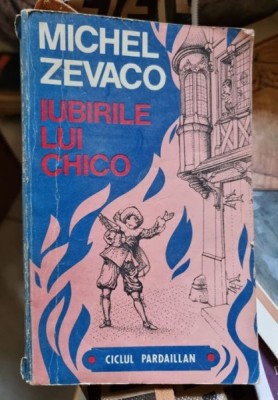 MICHEL
ZEVACO
IUBIRILE
LUI
CHICO
CICLUL PARDAILLAN